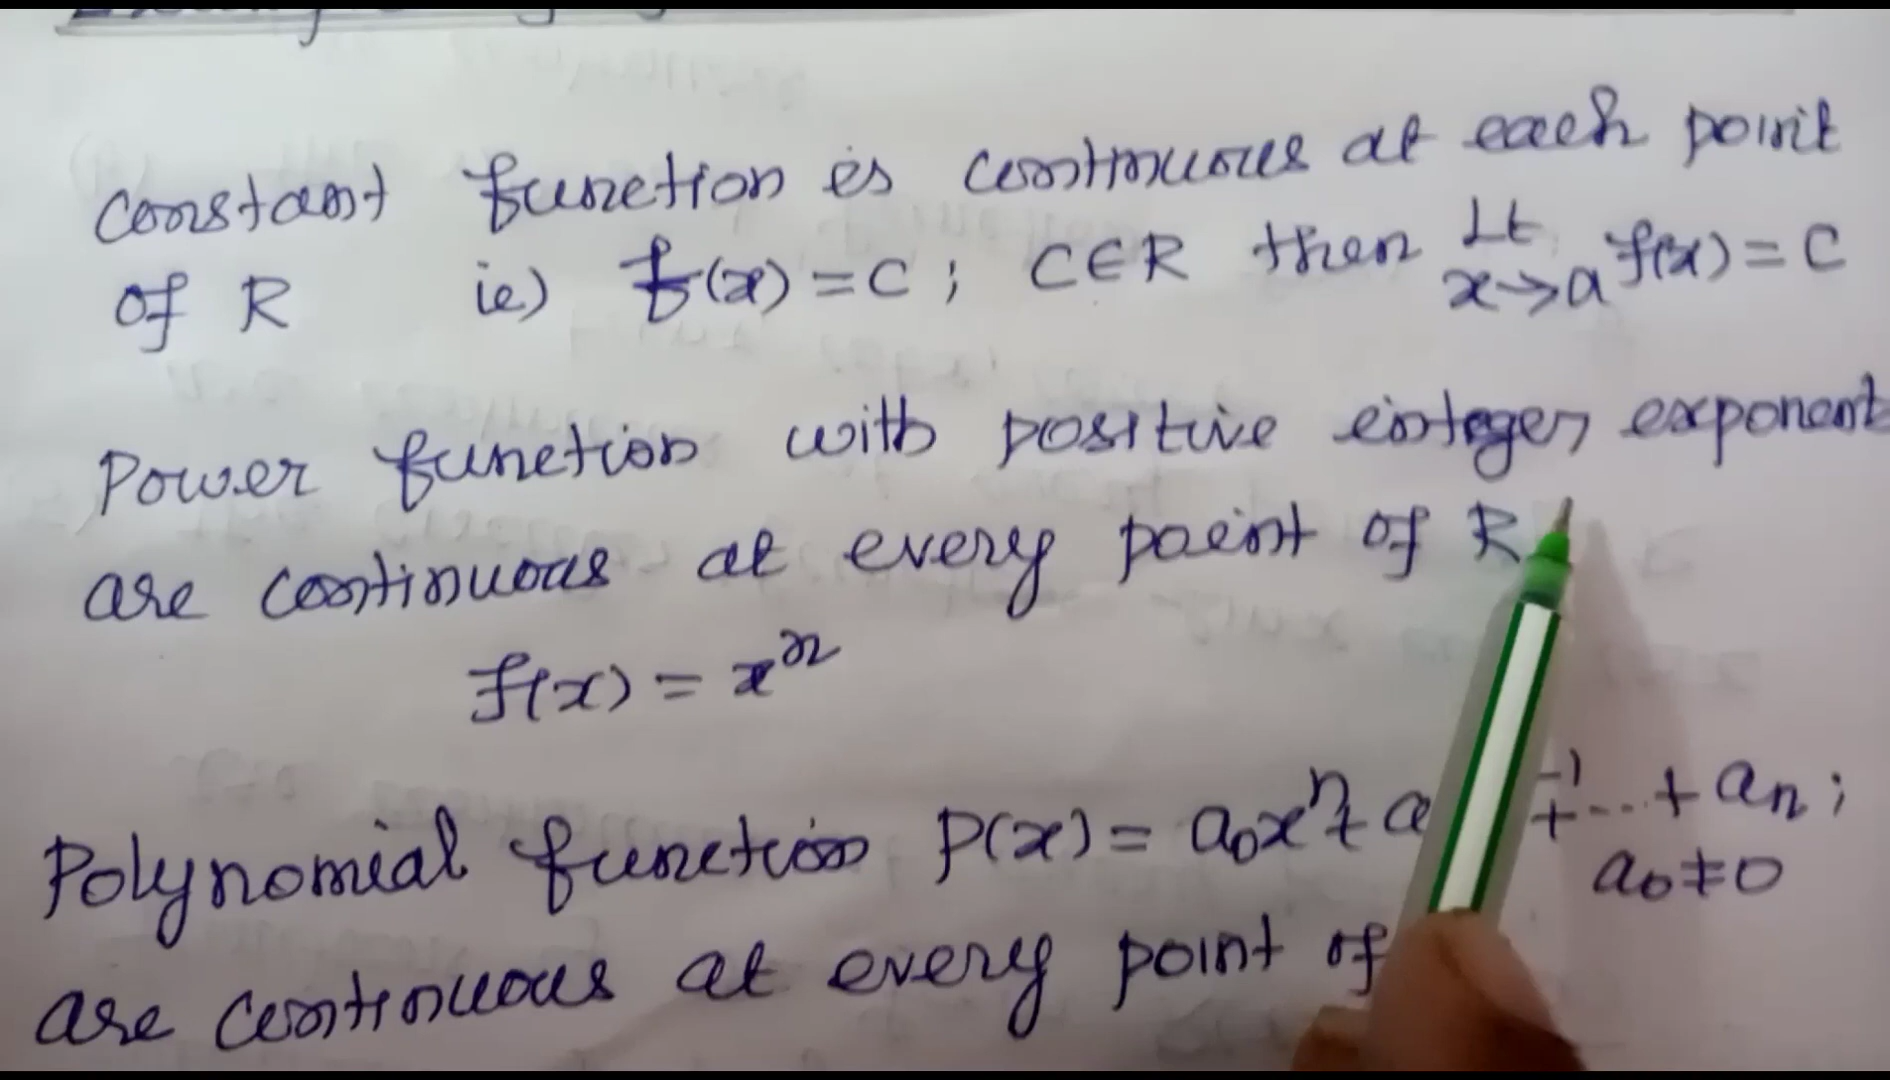 Constant function is continuous at each point
of R ie) f(x) = C ; C∈R then Lt x→a f(x) = C
Power function with positive integer exponent
are continuous at every point of R
f(x) = xⁿ
Polynomial function P(x) = a₀xⁿ + a ⁻¹ + ... + aₙ ;
a₀ ≠ 0
are continuous at every point of